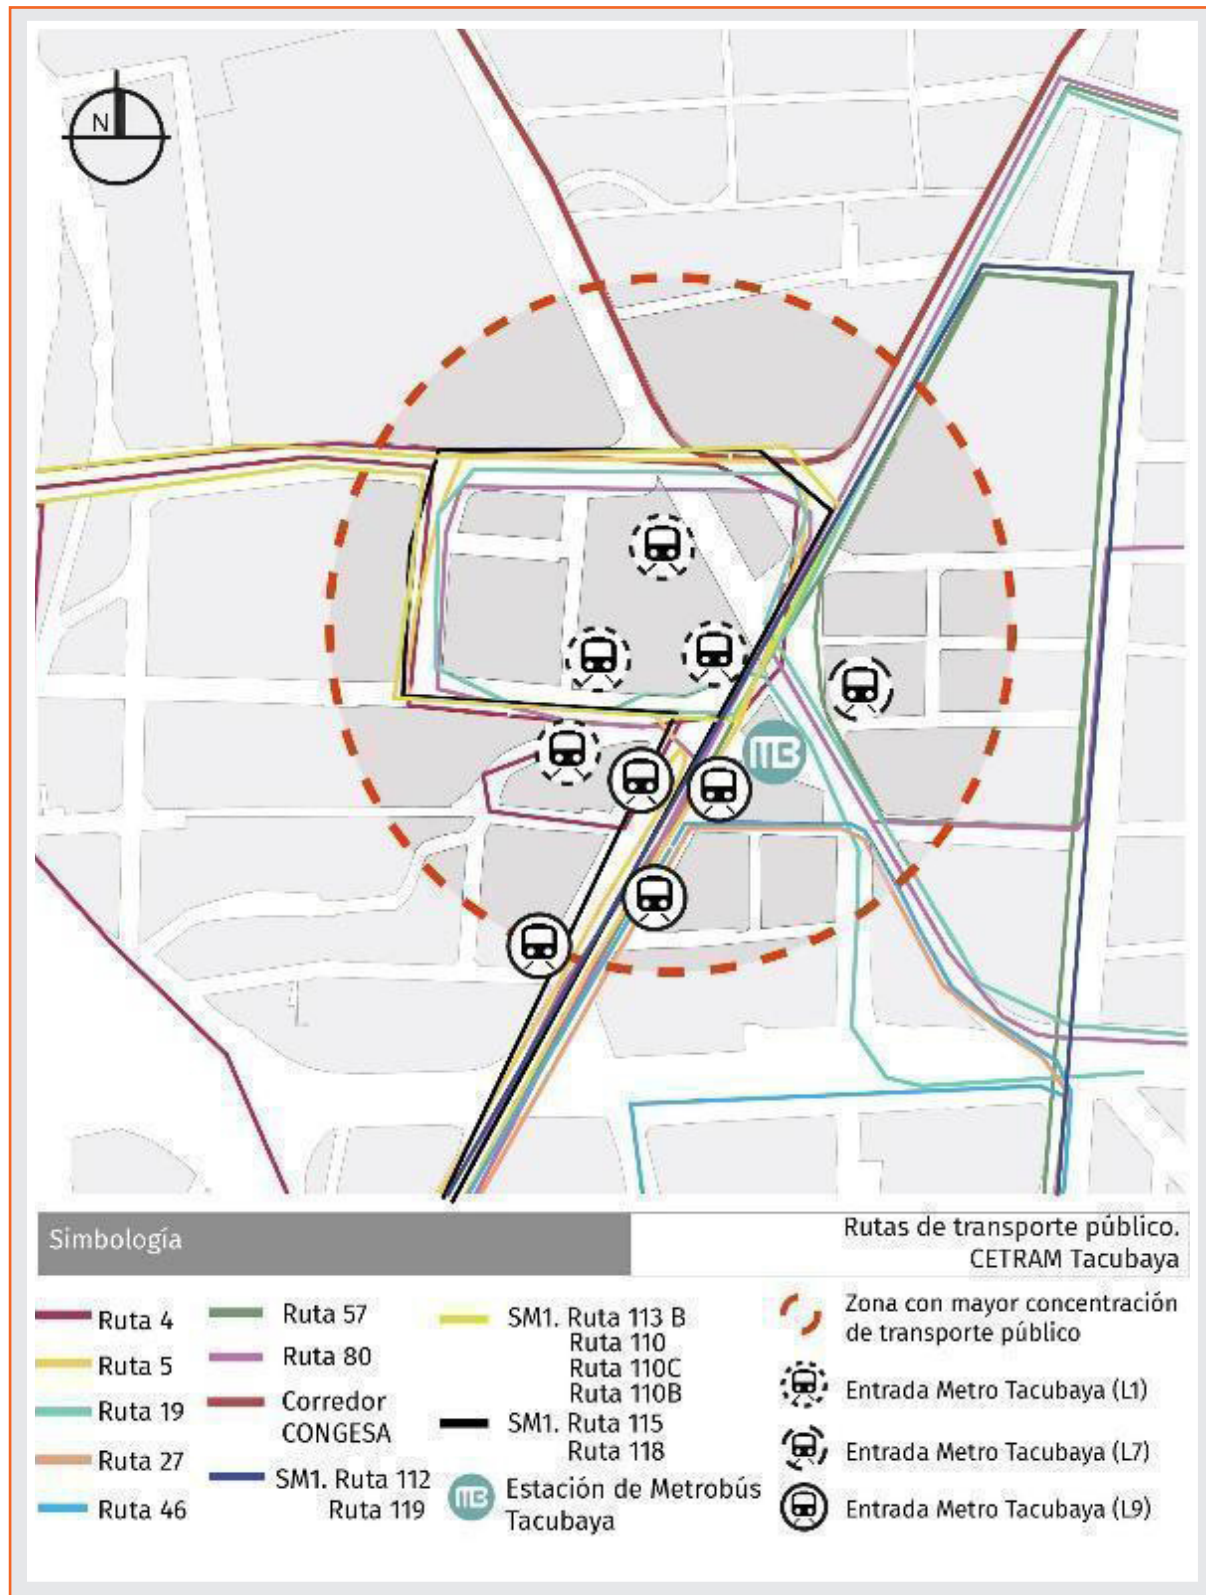 N
MB
Simbología
Rutas de transporte público.
CETRAM Tacubaya
Ruta 4
Ruta 5
Ruta 19
Ruta 27
Ruta 46
Ruta 57
Ruta 80
Corredor
CONGESA
SM1. Ruta 112
Ruta 119
SM1. Ruta 113 B
Ruta 110
Ruta 110C
Ruta 110B
SM1. Ruta 115
Ruta 118
MB
Estación de Metrobús
Tacubaya
Zona con mayor concentración
de transporte público
Entrada Metro Tacubaya (L1)
Entrada Metro Tacubaya (L7)
Entrada Metro Tacubaya (L9)